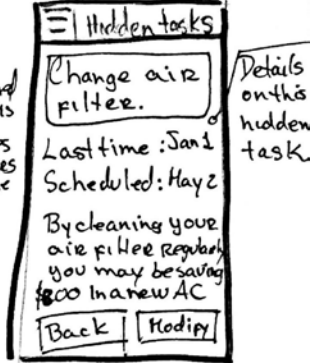 Hidden tasks
Change air
filter.
Last time: Jan 1
Scheduled: May 2
By cleaning your
air filter Regularly
you may be saving
$800 In a new AC
Back
Modify
Details
on this
hidden
task.